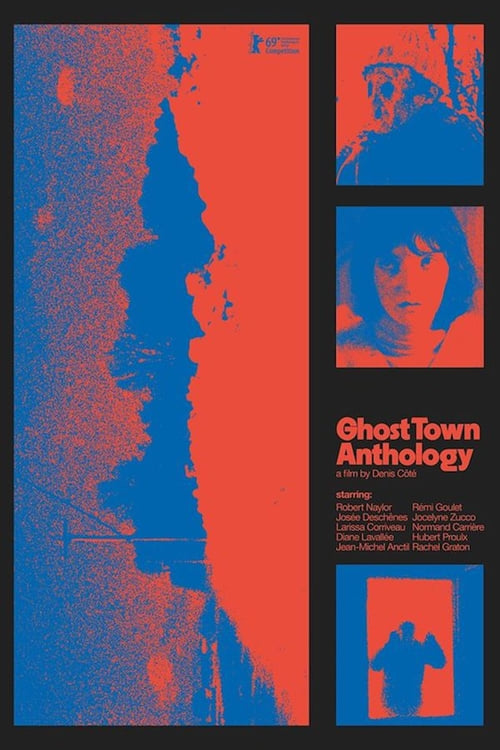 69
Competition
Ghost Town
Anthology
a film by Denis Côté
starring:
Robert Naylor
Josée Deschênes
Larissa Corriveau
Diane Lavallée
Jean-Michel Anctil
Rémi Goulet
Jocelyne Zucco
Normand Carrière
Hubert Proulx
Rachel Graton